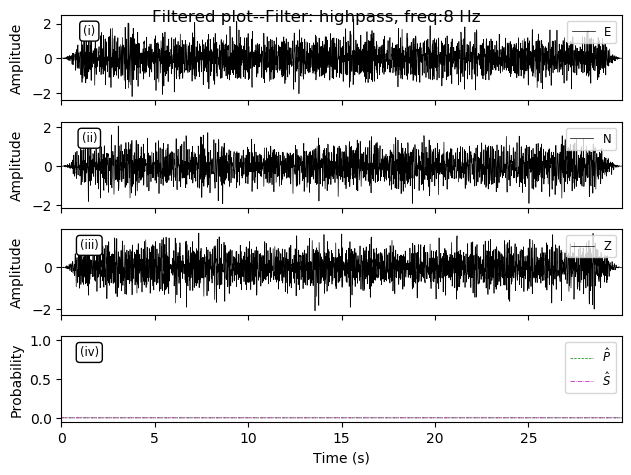 Filtered plot--Filter: highpass, freq:8 Hz
(i)
E
2
0
−2
Amplitude
(ii)
N
2
0
−2
Amplitude
(iii)
Z
0
−2
Amplitude
(iv)
P̂
Ŝ
1.0
0.5
0.0
Probability
0 5 10 15 20 25
Time (s)